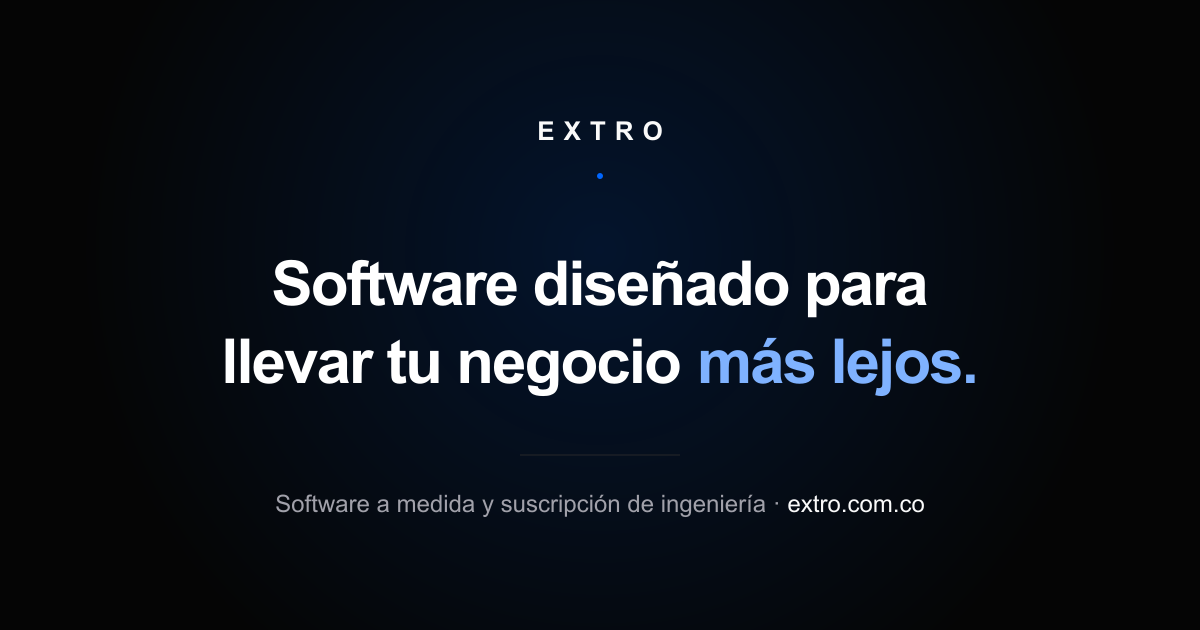 EXTRO
Software diseñado para
llevar tu negocio más lejos.
Software a medida y suscripción de ingeniería · extro.com.co